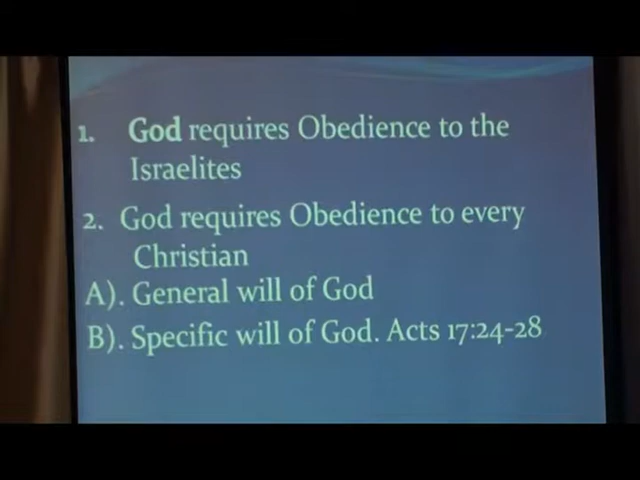 1. God requires Obedience to the
Israelites
2. God requires Obedience to every
Christian
A). General will of God
B). Specific will of God. Acts 17:24-28